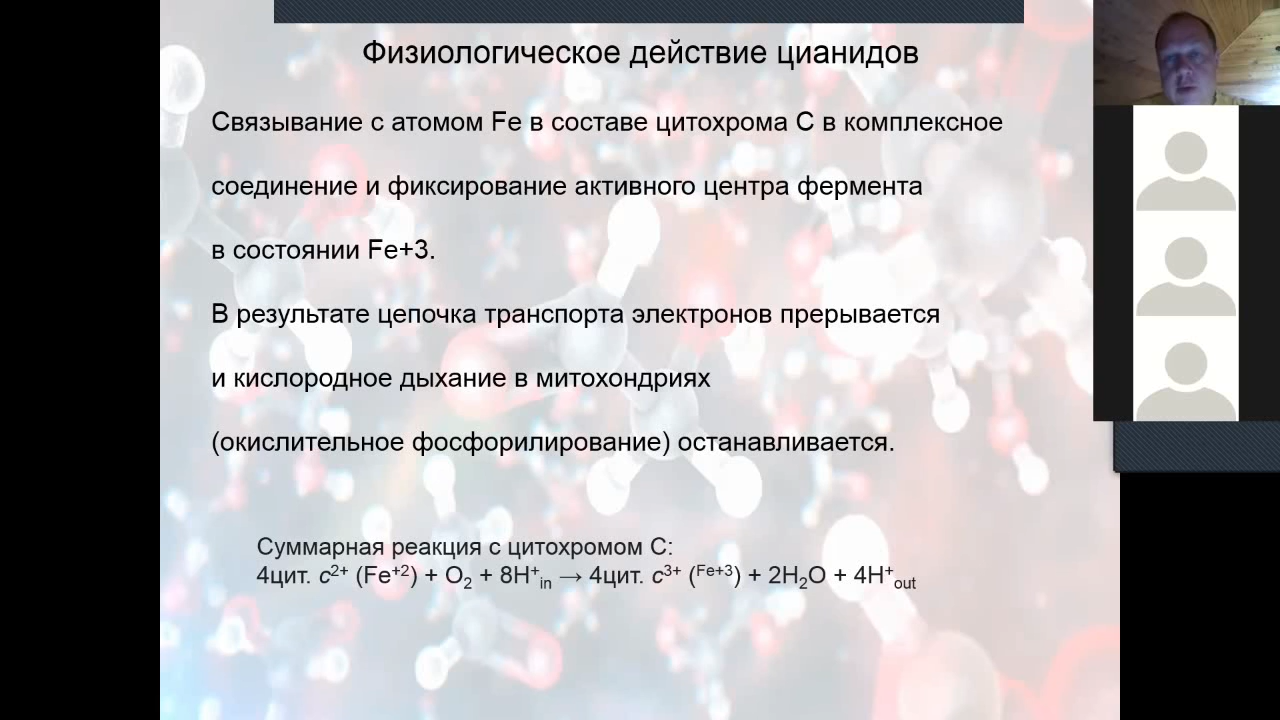 Физиологическое действие цианидов
Связывание с атомом Fe в составе цитохрома С в комплексное
соединение и фиксирование активного центра фермента
в состоянии Fe+3.
В результате цепочка транспорта электронов прерывается
и кислородное дыхание в митохондриях
(окислительное фосфорилирование) останавливается.
Суммарная реакция с цитохромом С:
4цит. c²⁺ (Fe⁺²) + O₂ + 8H⁺in → 4цит. c³⁺ (Fe⁺³) + 2H₂O + 4H⁺out